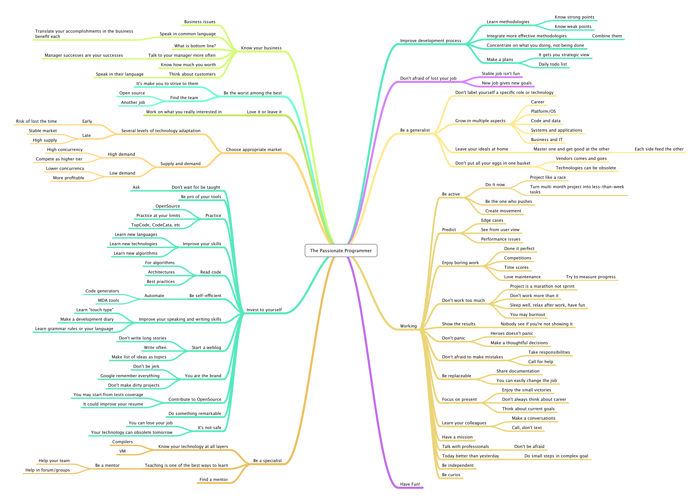 Business issues
Translate your accomplishments in the business
benefit each
Speak in common language
What is bottom line?
Manager successes are your successes
Talk to your manager more often
Know how much you worth
Speak in their language
Think about customers
Know your business
It's make you to strive to them
Open source
Another job
Find the team
Be the worst among the best
Work on what you really interested in
Love it or leave it
Risk of lost the time
Early
Stable market
High supply
Late
Several levels of technology adaptation
High concurrency
Compete as higher tier
High demand
Lower concurrency
More profitable
Low demand
Supply and demand
Choose appropriate market
Ask
Don't wait for be taught
Be pro of your tools
OpenSource
Practice at your limits
TopCode, CodeCata, etc
Practice
Learn new languages
Learn new technologies
Learn new algorithms
Improve your skills
For algorithms
Architectures
Best practices
Read code
Code generators
MDA tools
Automate
Be self-efficient
Learn "touch type"
Make a development diary
Learn grammar rules or your language
Improve your speaking and writing skills
Don't write long stories
Write often
Make list of ideas as topics
Start a weblog
Don't be jerk
Google remember everything
Don't make dirty projects
You are the brand
You may start from tests coverage
It could improve your resume
Contribute to OpenSource
Do something remarkable
You can lose your job
Your technology can obsolete tomorrow
It's not safe
Invest to yourself
Compilers
VM
Know your technology at all layers
Help your team
Help in forum/groups
Be a mentor
Teaching is one of the best ways to learn
Find a mentor
Be a specialist
The Passionate Programmer
Improve development process
Learn methodologies
Know strong points
Know weak points
Integrate more effective methodologies
Combine them
Concentrate on what you doing, not being done
Make a plans
It gets you strategic view
Daily todo list
Don't afraid of lost your job
Stable job isn't fun
New job gives new goals
Be a generalist
Don't label yourself a specific role or technology
Grow in multiple aspects
Career
Platform/OS
Code and data
Systems and applications
Business and IT
Leave your ideals at home
Master one and get good at the other
Each side feed the other
Don't put all your eggs in one basket
Vendors comes and goes
Technologies can be obsolete
Working
Be active
Do it now
Project like a race
Turn multi month project into less-than-week
tasks
Be the one who pushes
Create movement
Predict
Edge cases
See from user view
Performance issues
Enjoy boring work
Done it perfect
Competitions
Time scores
Love maintenance
Try to measure progress
Don't work too much
Project is a marathon not sprint
Don't work more than it
Sleep well, relax after work, have fun
You may burnout
Show the results
Nobody see if you're not showing it
Don't panic
Heroes doesn't panic
Make a thoughtful decisions
Don't afraid to make mistakes
Take responsibilities
Call for help
Be replaceable
Share documentation
You can easily change the job
Focus on present
Enjoy the small victories
Don't always think about career
Think about current goals
Learn your colleagues
Make a conversations
Call, don't text
Have a mission
Talk with professionals
Don't be afraid
Today better than yesterday
Do small steps in complex goal
Be independent
Be curios
Have Fun!